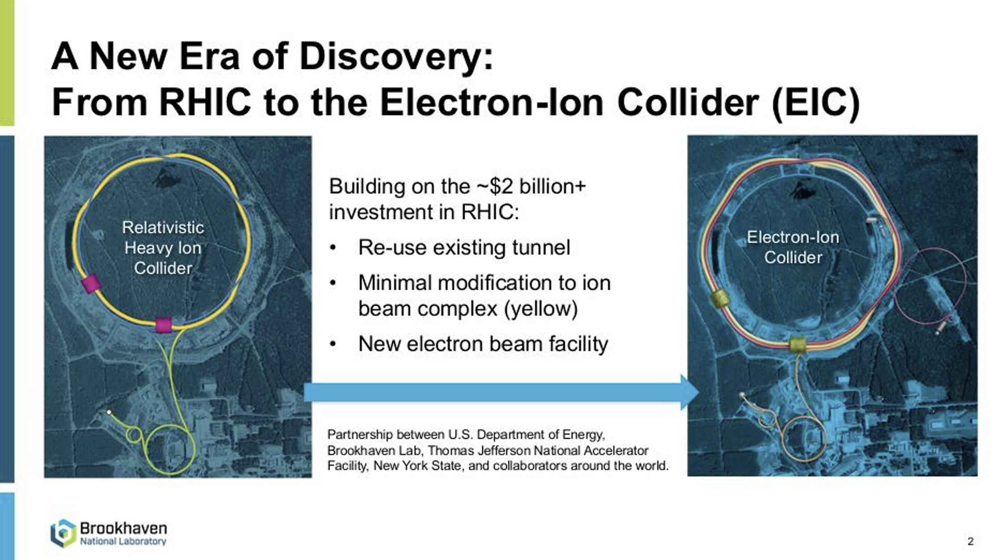 A New Era of Discovery:
From RHIC to the Electron-Ion Collider (EIC)
Relativistic
Heavy Ion
Collider
Building on the ~$2 billion+
investment in RHIC:
• Re-use existing tunnel
• Minimal modification to ion
beam complex (yellow)
• New electron beam facility
Partnership between U.S. Department of Energy,
Brookhaven Lab, Thomas Jefferson National Accelerator
Facility, New York State, and collaborators around the world.
Electron-Ion
Collider
Brookhaven
National Laboratory
2